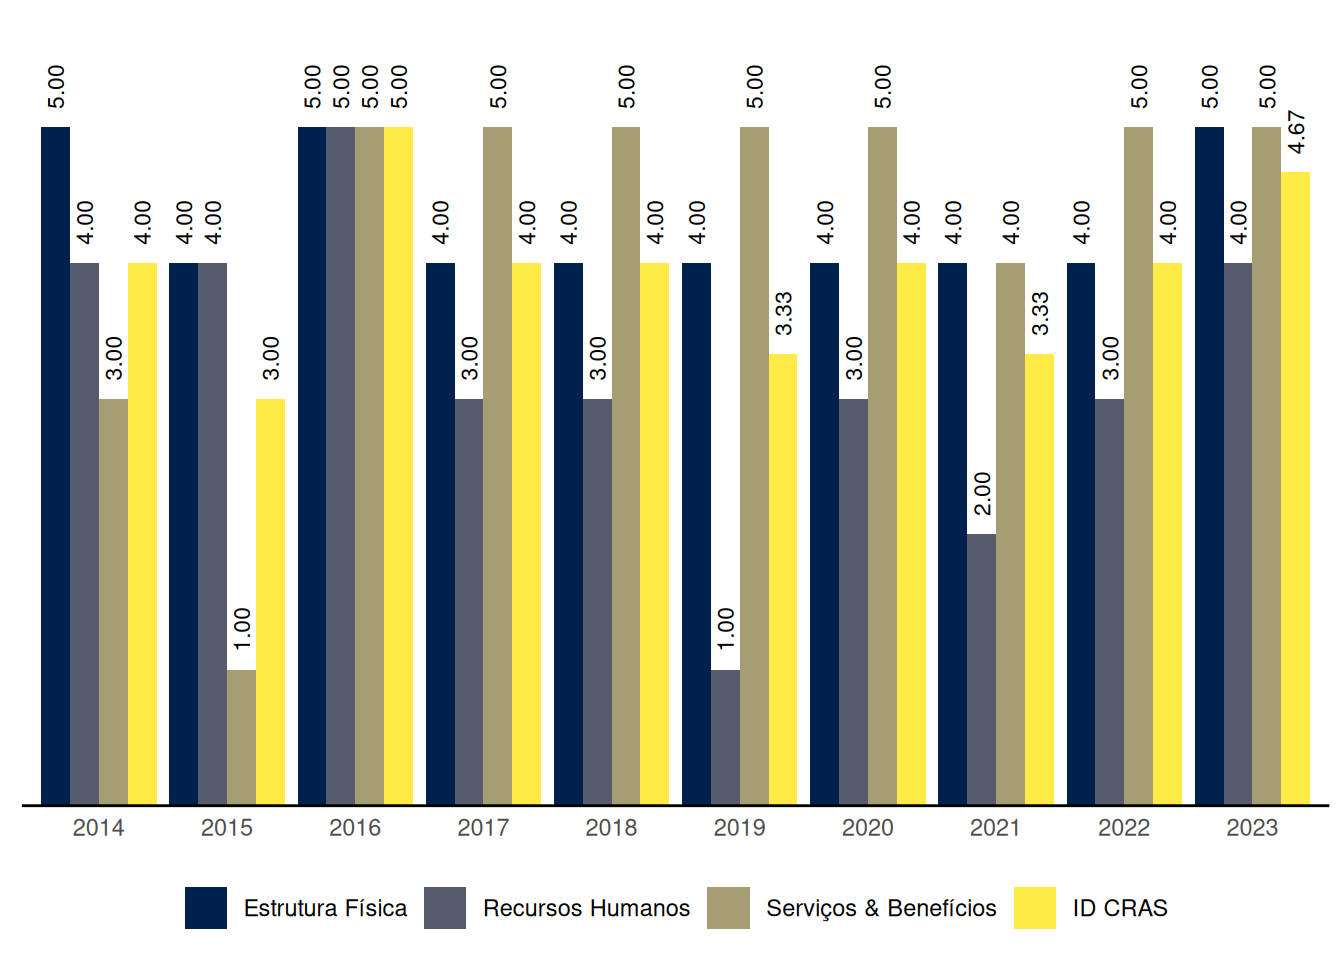 5.00 5.00 5.00 5.00 5.00 5.00 5.00 5.00 5.00 5.00 5.00 5.00
4.67
4.00 4.00 4.00 4.00 4.00 4.00 4.00 4.00 4.00 4.00 4.00 4.00 4.00 4.00 4.00 4.00
3.33 3.33
3.00 3.00 3.00 3.00 3.00 3.00
2.00
1.00 1.00
2014 2015 2016 2017 2018 2019 2020 2021 2022 2023
Estrutura Física Recursos Humanos Serviços & Benefícios ID CRAS